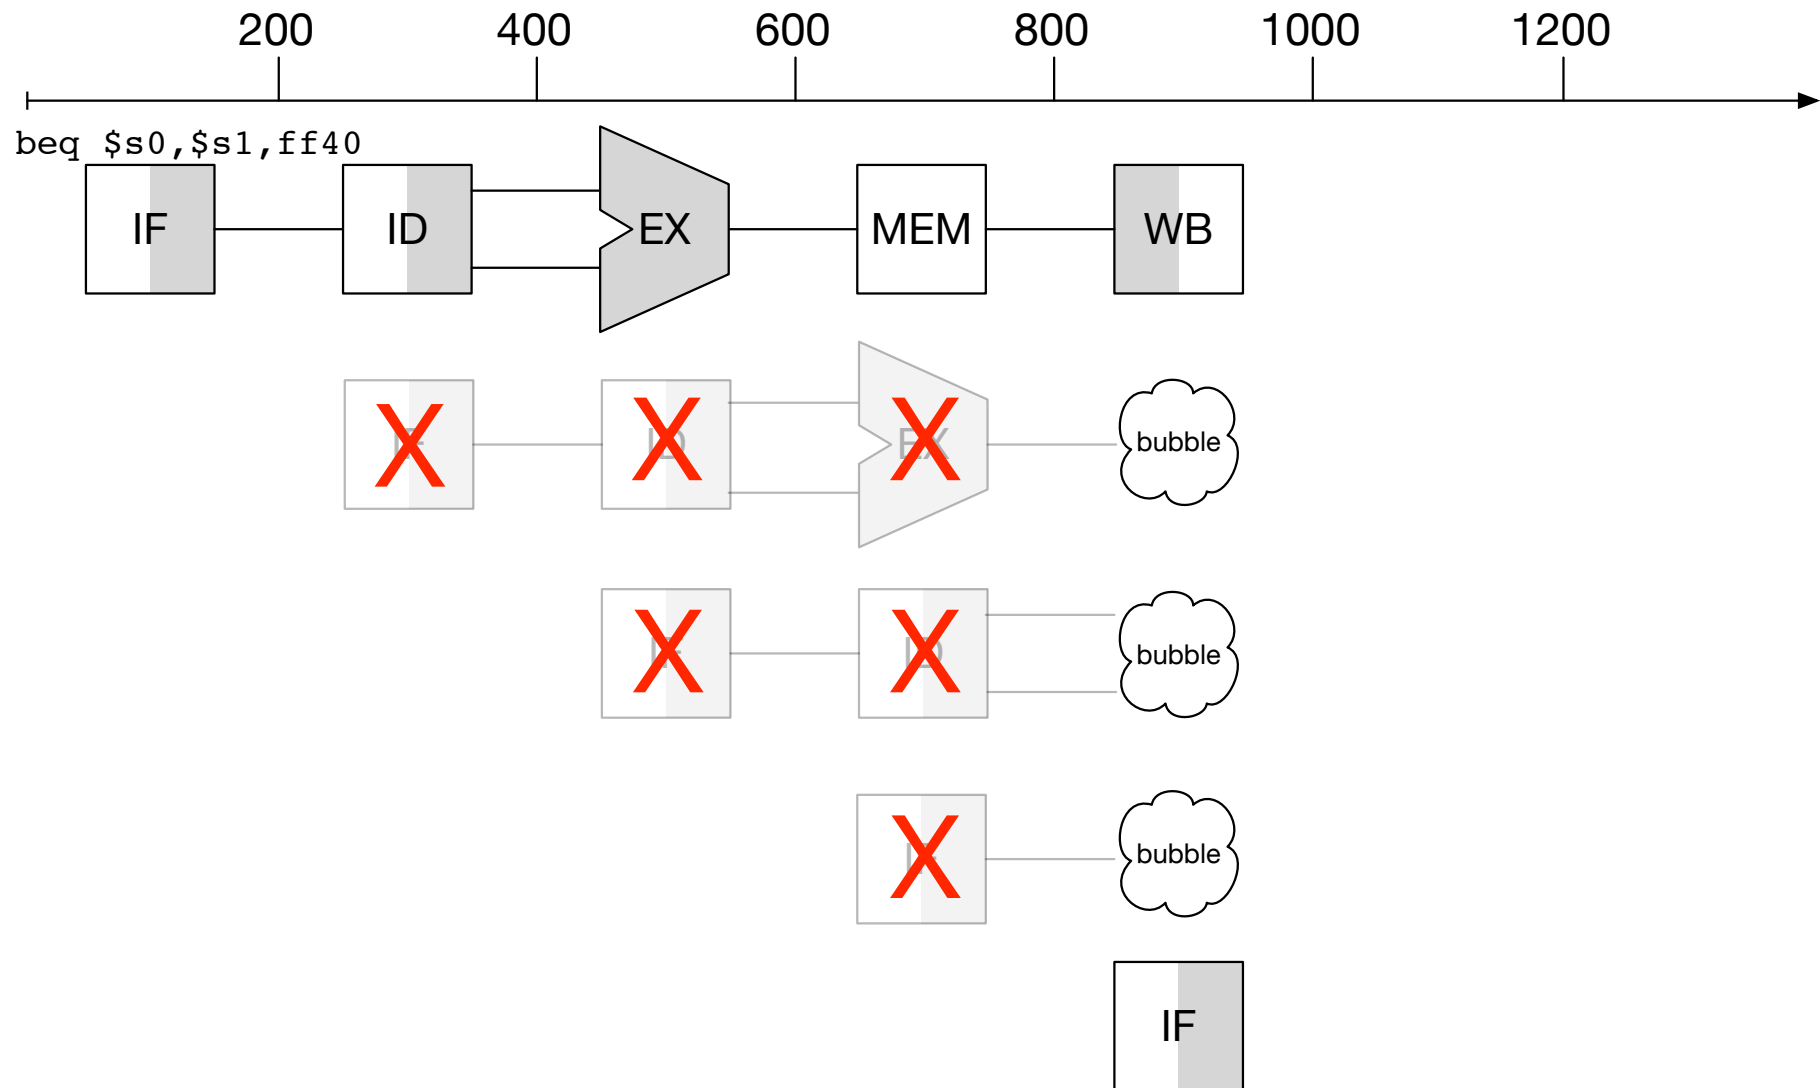 200 400 600 800 1000 1200
beq $s0,$s1,ff40
IF ID EX MEM WB
X X X bubble
X X bubble
X bubble
IF